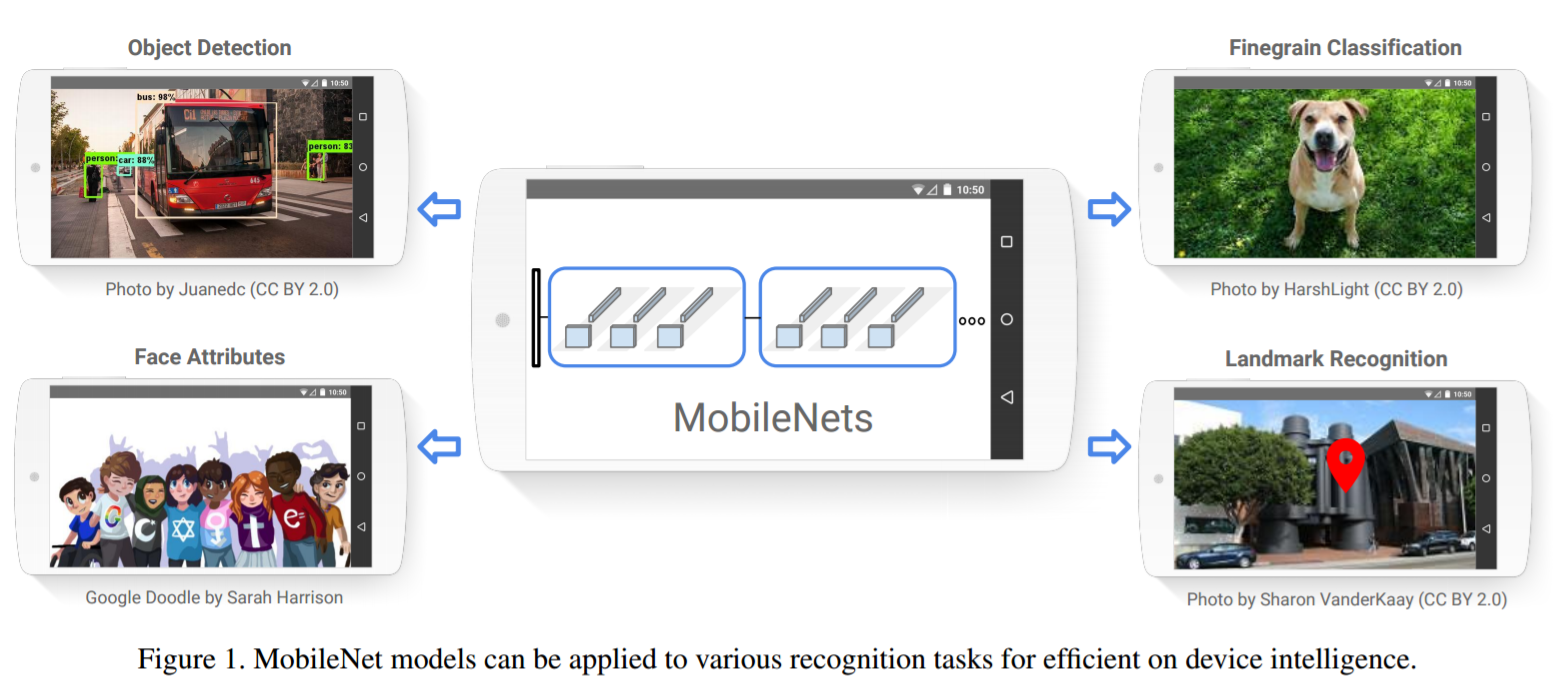 Object Detection
10:50
bus: 98%
person:
car: 88%
person: 83
Photo by Juanedc (CC BY 2.0)
Face Attributes
10:50
G
t
e=
Google Doodle by Sarah Harrison
10:50
MobileNets
Finegrain Classification
10:50
Photo by HarshLight (CC BY 2.0)
Landmark Recognition
10:50
Photo by Sharon VanderKaay (CC BY 2.0)
Figure 1. MobileNet models can be applied to various recognition tasks for efficient on device intelligence.